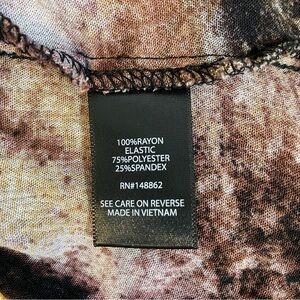 100%RAYON
ELASTIC
75%POLYESTER
25%SPANDEX
RN#148862
SEE CARE ON REVERSE
MADE IN VIETNAM